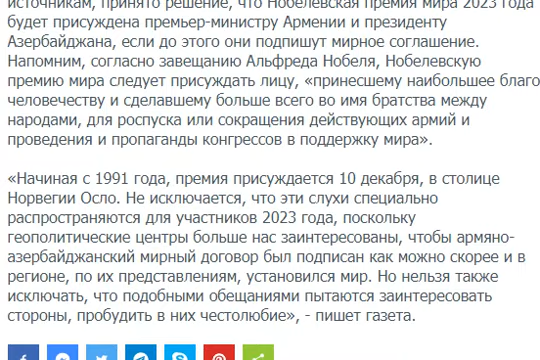 источникам, принято решение, что Нобелевская премия мира 2023 года
будет присуждена премьер-министру Армении и президенту
Азербайджана, если до этого они подпишут мирное соглашение.
Напомним, согласно завещанию Альфреда Нобеля, Нобелевскую
премию мира следует присуждать лицу, «принесшему наибольшее благо
человечеству и сделавшему больше всего во имя братства между
народами, для роспуска или сокращения действующих армий и
проведения и пропаганды конгрессов в поддержку мира».
«Начиная с 1991 года, премия присуждается 10 декабря, в столице
Норвегии Осло. Не исключается, что эти слухи специально
распространяются для участников 2023 года, поскольку
геополитические центры больше нас заинтересованы, чтобы армяно-
азербайджанский мирный договор был подписан как можно скорее и в
регионе, по их представлениям, установился мир. Но нельзя также
исключать, что подобными обещаниями пытаются заинтересовать
стороны, пробудить в них честолюбие», - пишет газета.